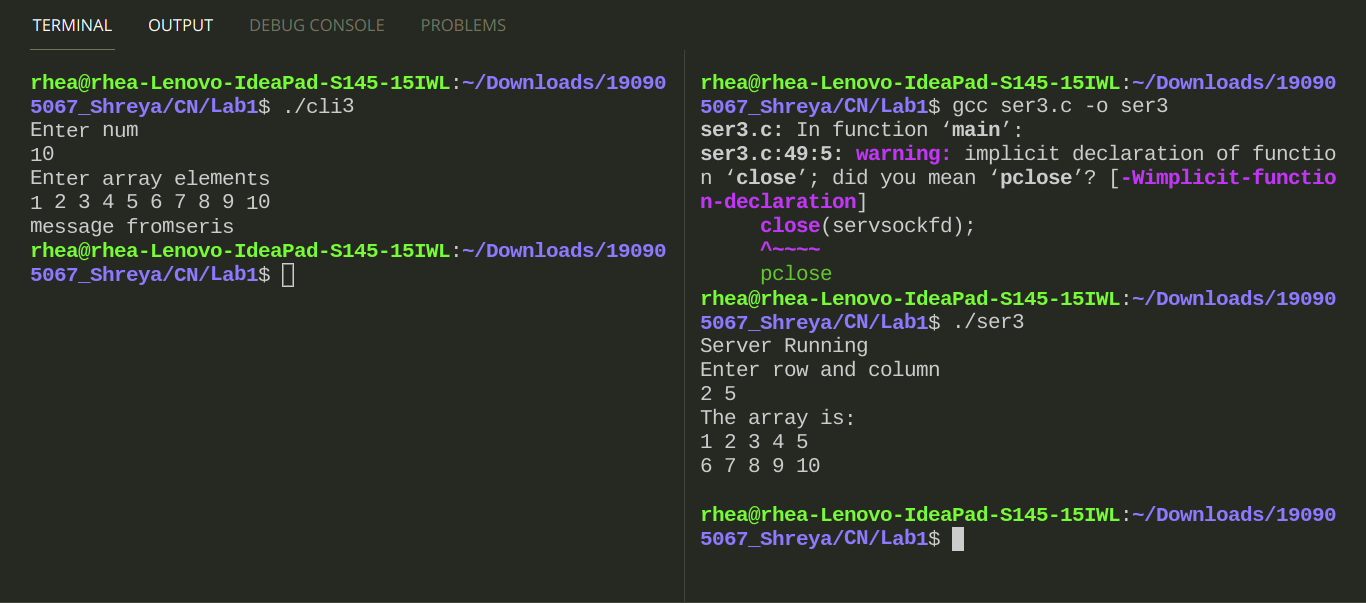 TERMINAL OUTPUT DEBUG CONSOLE PROBLEMS
rhea@rhea-Lenovo-IdeaPad-S145-15IWL:~/Downloads/19090
5067_Shreya/CN/Lab1$ ./cli3
Enter num
10
Enter array elements
1 2 3 4 5 6 7 8 9 10
message fromseris
rhea@rhea-Lenovo-IdeaPad-S145-15IWL:~/Downloads/19090
5067_Shreya/CN/Lab1$
rhea@rhea-Lenovo-IdeaPad-S145-15IWL:~/Downloads/19090
5067_Shreya/CN/Lab1$ gcc ser3.c -o ser3
ser3.c: In function ‘main’:
ser3.c:49:5: warning: implicit declaration of functio
n ‘close’; did you mean ‘pclose’? [-Wimplicit-functio
n-declaration]
close(servsockfd);
^~~~~
pclose
rhea@rhea-Lenovo-IdeaPad-S145-15IWL:~/Downloads/19090
5067_Shreya/CN/Lab1$ ./ser3
Server Running
Enter row and column
2 5
The array is:
1 2 3 4 5
6 7 8 9 10
rhea@rhea-Lenovo-IdeaPad-S145-15IWL:~/Downloads/19090
5067_Shreya/CN/Lab1$